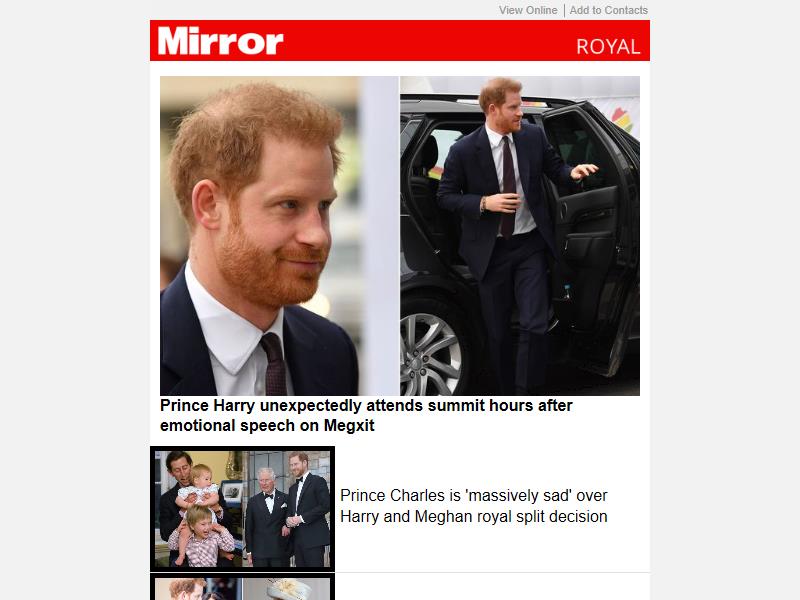 View Online | Add to Contacts
Mirror
ROYAL
Prince Harry unexpectedly attends summit hours after
emotional speech on Megxit
Prince Charles is 'massively sad' over
Harry and Meghan royal split decision